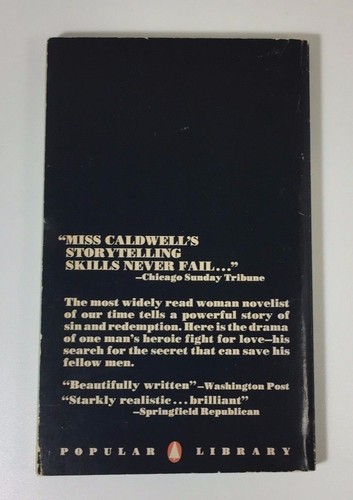 “MISS CALDWELL'S
STORYTELLING
SKILLS NEVER FAIL...”
—Chicago Sunday Tribune
The most widely read woman novelist
of our time tells a powerful story of
sin and redemption. Here is the drama
of one man's heroic fight for love—his
search for the secret that can save his
fellow men.
“Beautifully written”—Washington Post
“Starkly realistic...brilliant”
—Springfield Republican
POPULAR LIBRARY